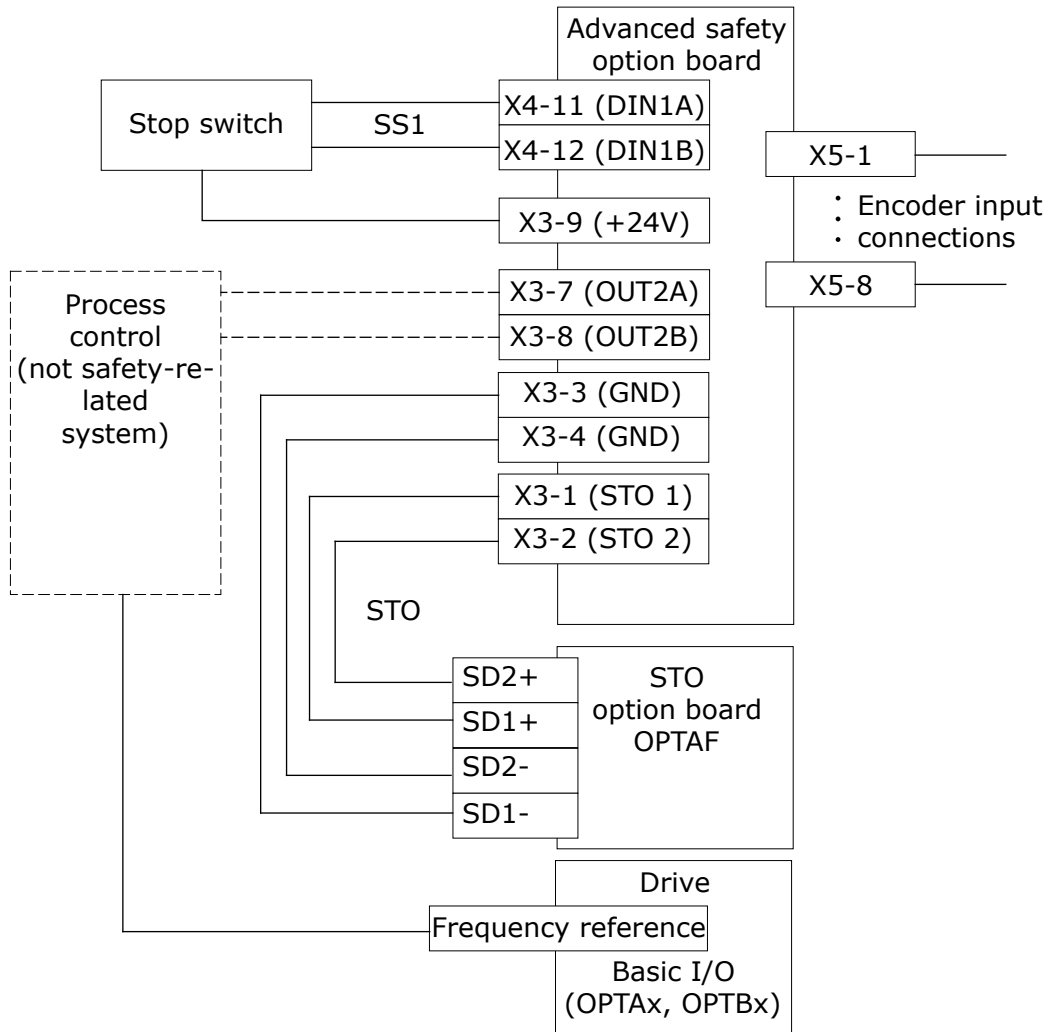 Advanced safety
option board
Stop switch
SS1
X4-11 (DIN1A)
X4-12 (DIN1B)
X5-1
X3-9 (+24V)
Encoder input
connections
X5-8
Process
control
(not safety-re-
lated
system)
X3-7 (OUT2A)
X3-8 (OUT2B)
X3-3 (GND)
X3-4 (GND)
X3-1 (STO 1)
X3-2 (STO 2)
STO
SD2+
SD1+
SD2-
SD1-
STO
option board
OPTAF
Drive
Frequency reference
Basic I/O
(OPTAx, OPTBx)